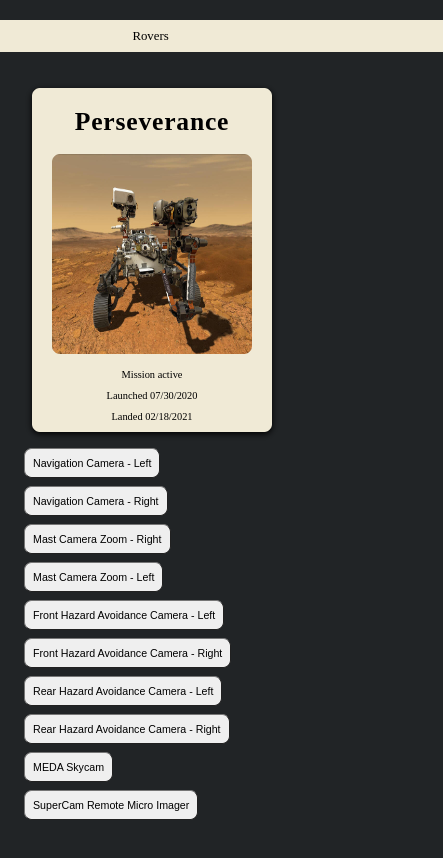 Rovers
Perseverance
Mission active
Launched 07/30/2020
Landed 02/18/2021
Navigation Camera - Left
Navigation Camera - Right
Mast Camera Zoom - Right
Mast Camera Zoom - Left
Front Hazard Avoidance Camera - Left
Front Hazard Avoidance Camera - Right
Rear Hazard Avoidance Camera - Left
Rear Hazard Avoidance Camera - Right
MEDA Skycam
SuperCam Remote Micro Imager